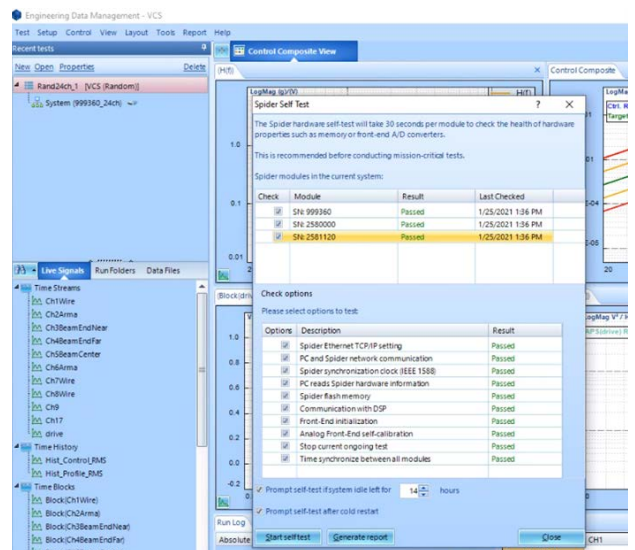 Engineering Data Management - VCS
Test Setup Control View Layout Tools Report Help
Recent tests
Control Composite View
New Open Properties Delete
(H(f))
Control Composite
Rand24ch_1 [VCS (Random)]
System (999360_24ch)
LogMag (g)/(V)
H(f)
LogMa
Ctrl. R
Target
Spider Self Test
The Spider hardware self-test will take 30 seconds per module to check the health of hardware
properties such as memory or front-end A/D converters.
This is recommended before conducting mission-critical tests.
Spider modules in the current system:
Check Module Result Last Checked
SN: 999360 Passed 1/25/2021 1:36 PM
SN: 2580000 Passed 1/25/2021 1:36 PM
SN: 2581120 Passed 1/25/2021 1:36 PM
1.0
0.1
0.01
20
Live Signals Run Folders Data Files
Time Streams
Ch1Wire
Ch2Arma
Ch3BeamEndNear
Ch4BeamEndFar
Ch5BeamCenter
Ch6Arma
Ch7Wire
Ch8Wire
Ch9
Ch17
drive
Time History
Hist_Control_RMS
Hist_Profile_RMS
Time Blocks
Block(Ch1Wire)
Block(Ch2Arma)
Block(Ch3BeamEndNear)
Block(Ch4BeamEndFar)
Check options
Please select options to test:
Options Description Result
Spider Ethernet TCP/IP setting Passed
PC and Spider network communication Passed
Spider synchronization clock (IEEE 1588) Passed
PC reads Spider hardware information Passed
Spider flash memory Passed
Communication with DSP Passed
Front-End initialization Passed
Analog Front-End self-calibration Passed
Stop current ongoing test Passed
Time synchronize between all modules Passed
Prompt self-test if system idle left for 14 hours
Prompt self-test after cold restart
Start self test Generate report Close
1.0
0.8
0.6
0.4
0.2
0.0
-0.2
Run Log
Absolute
CH1